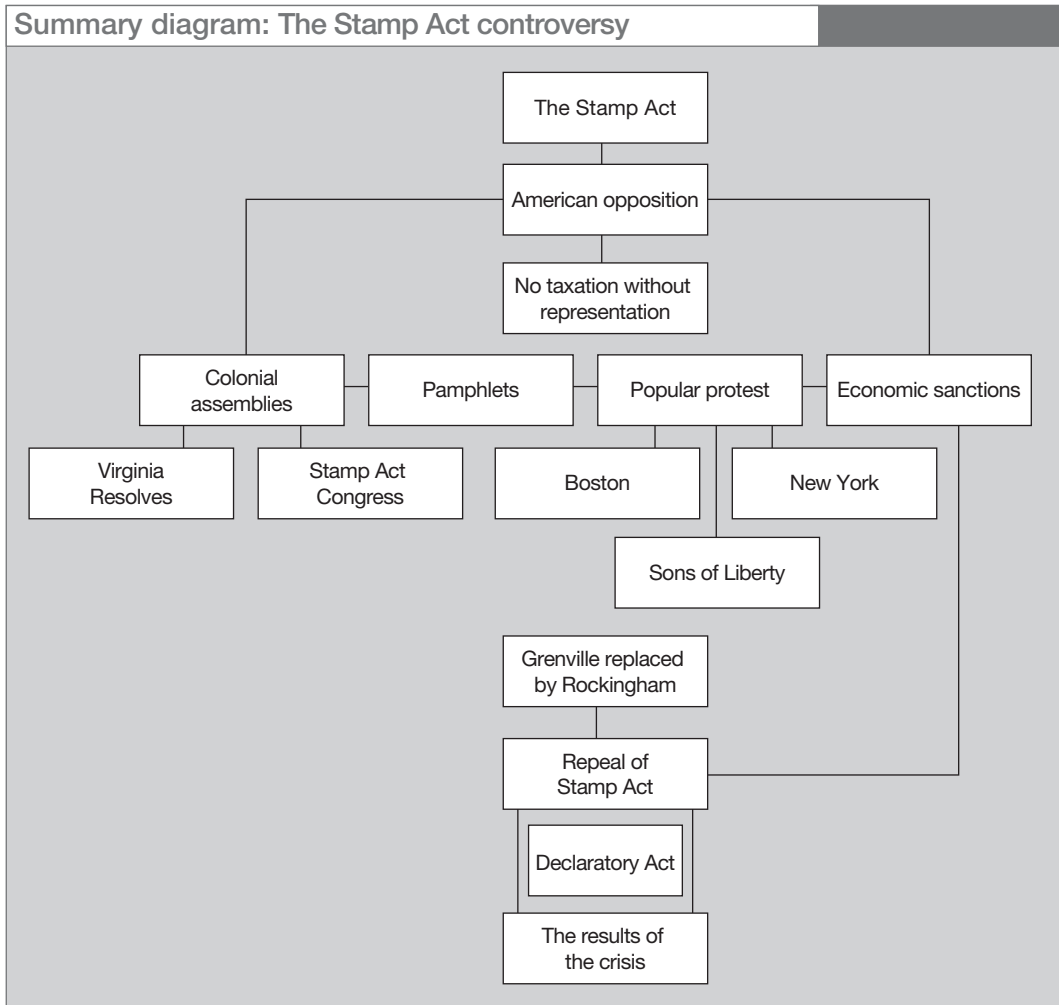 Summary diagram: The Stamp Act controversy
The Stamp Act
American opposition
No taxation without
representation
Colonial
assemblies
Pamphlets
Popular protest
Economic sanctions
Virginia
Resolves
Stamp Act
Congress
Boston
New York
Sons of Liberty
Grenville replaced
by Rockingham
Repeal of
Stamp Act
Declaratory Act
The results of
the crisis